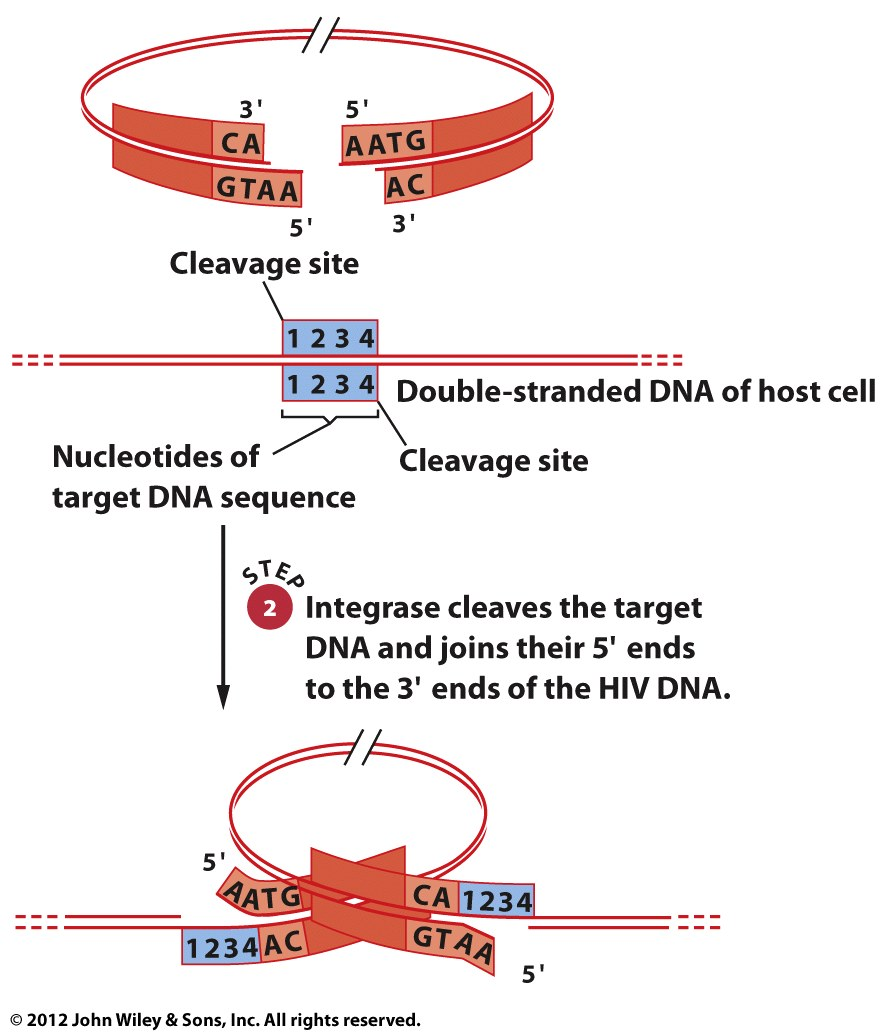 3' 5'
CA AATG
GTAA AC
5' 3'
Cleavage site
1 2 3 4
1 2 3 4
Double-stranded DNA of host cell
Nucleotides of
target DNA sequence
Cleavage site
STEP
2
Integrase cleaves the target
DNA and joins their 5' ends
to the 3' ends of the HIV DNA.
5'
AATG CA 1234
1234 AC GTAA
5'
© 2012 John Wiley & Sons, Inc. All rights reserved.